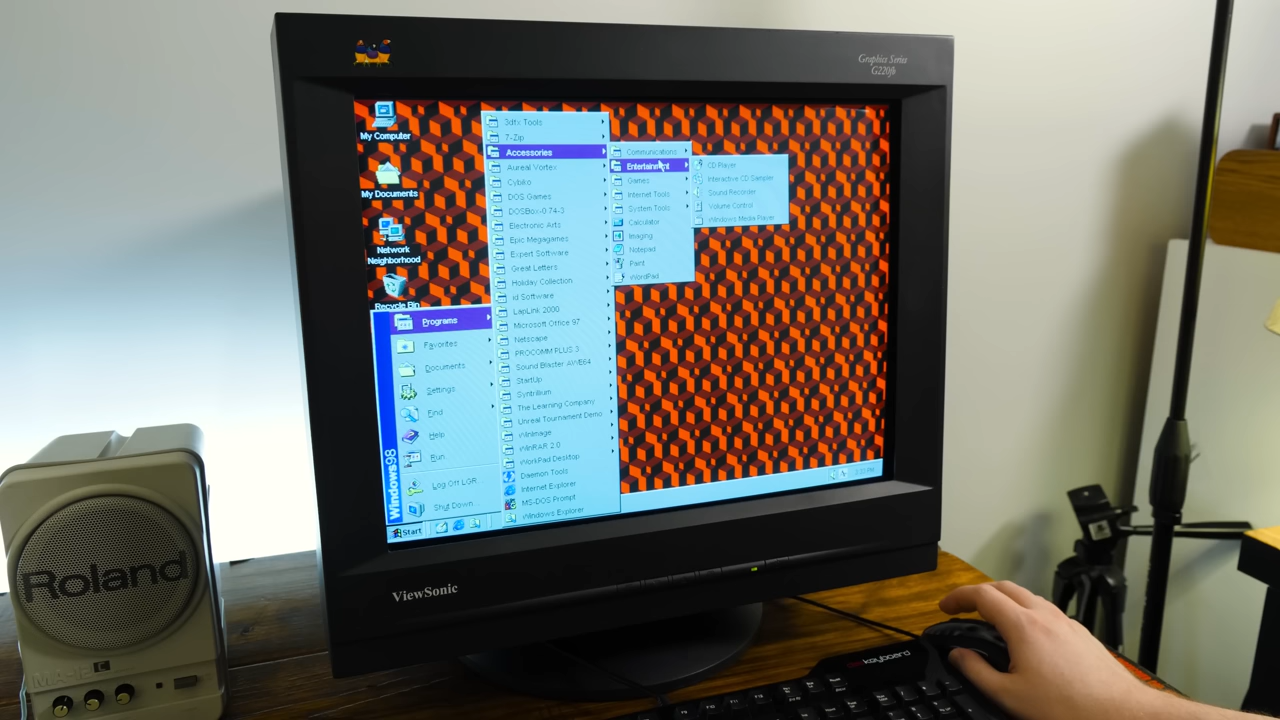 Graphics Series
G220fb
My Computer
My Documents
Network
Neighborhood
Recycle Bin
Programs
Favorites
Documents
Settings
Find
Help
Run...
Log Off LGR...
Shut Down...
Windows98
Start
3dfx Tools
7-Zip
Accessories
Aureal Vortex
Cybiko
DOS Games
DOSBox-0.74-3
Electronic Arts
Epic Megagames
Expert Software
Great Letters
Holiday Collection
id Software
LapLink 2000
Microsoft Office 97
Netscape
PROCOMM PLUS 3
Sound Blaster AWE64
StartUp
Syntrillium
The Learning Company
Unreal Tournament Demo
WinImage
WinRAR 2.0
WorkPad Desktop
Daemon Tools
Internet Explorer
MS-DOS Prompt
Windows Explorer
Communications
Entertainment
Games
Internet Tools
System Tools
Calculator
Imaging
Notepad
Paint
WordPad
CD Player
Interactive CD Sampler
Sound Recorder
Volume Control
Windows Media Player
ViewSonic
Roland
MA-12C
keyboard